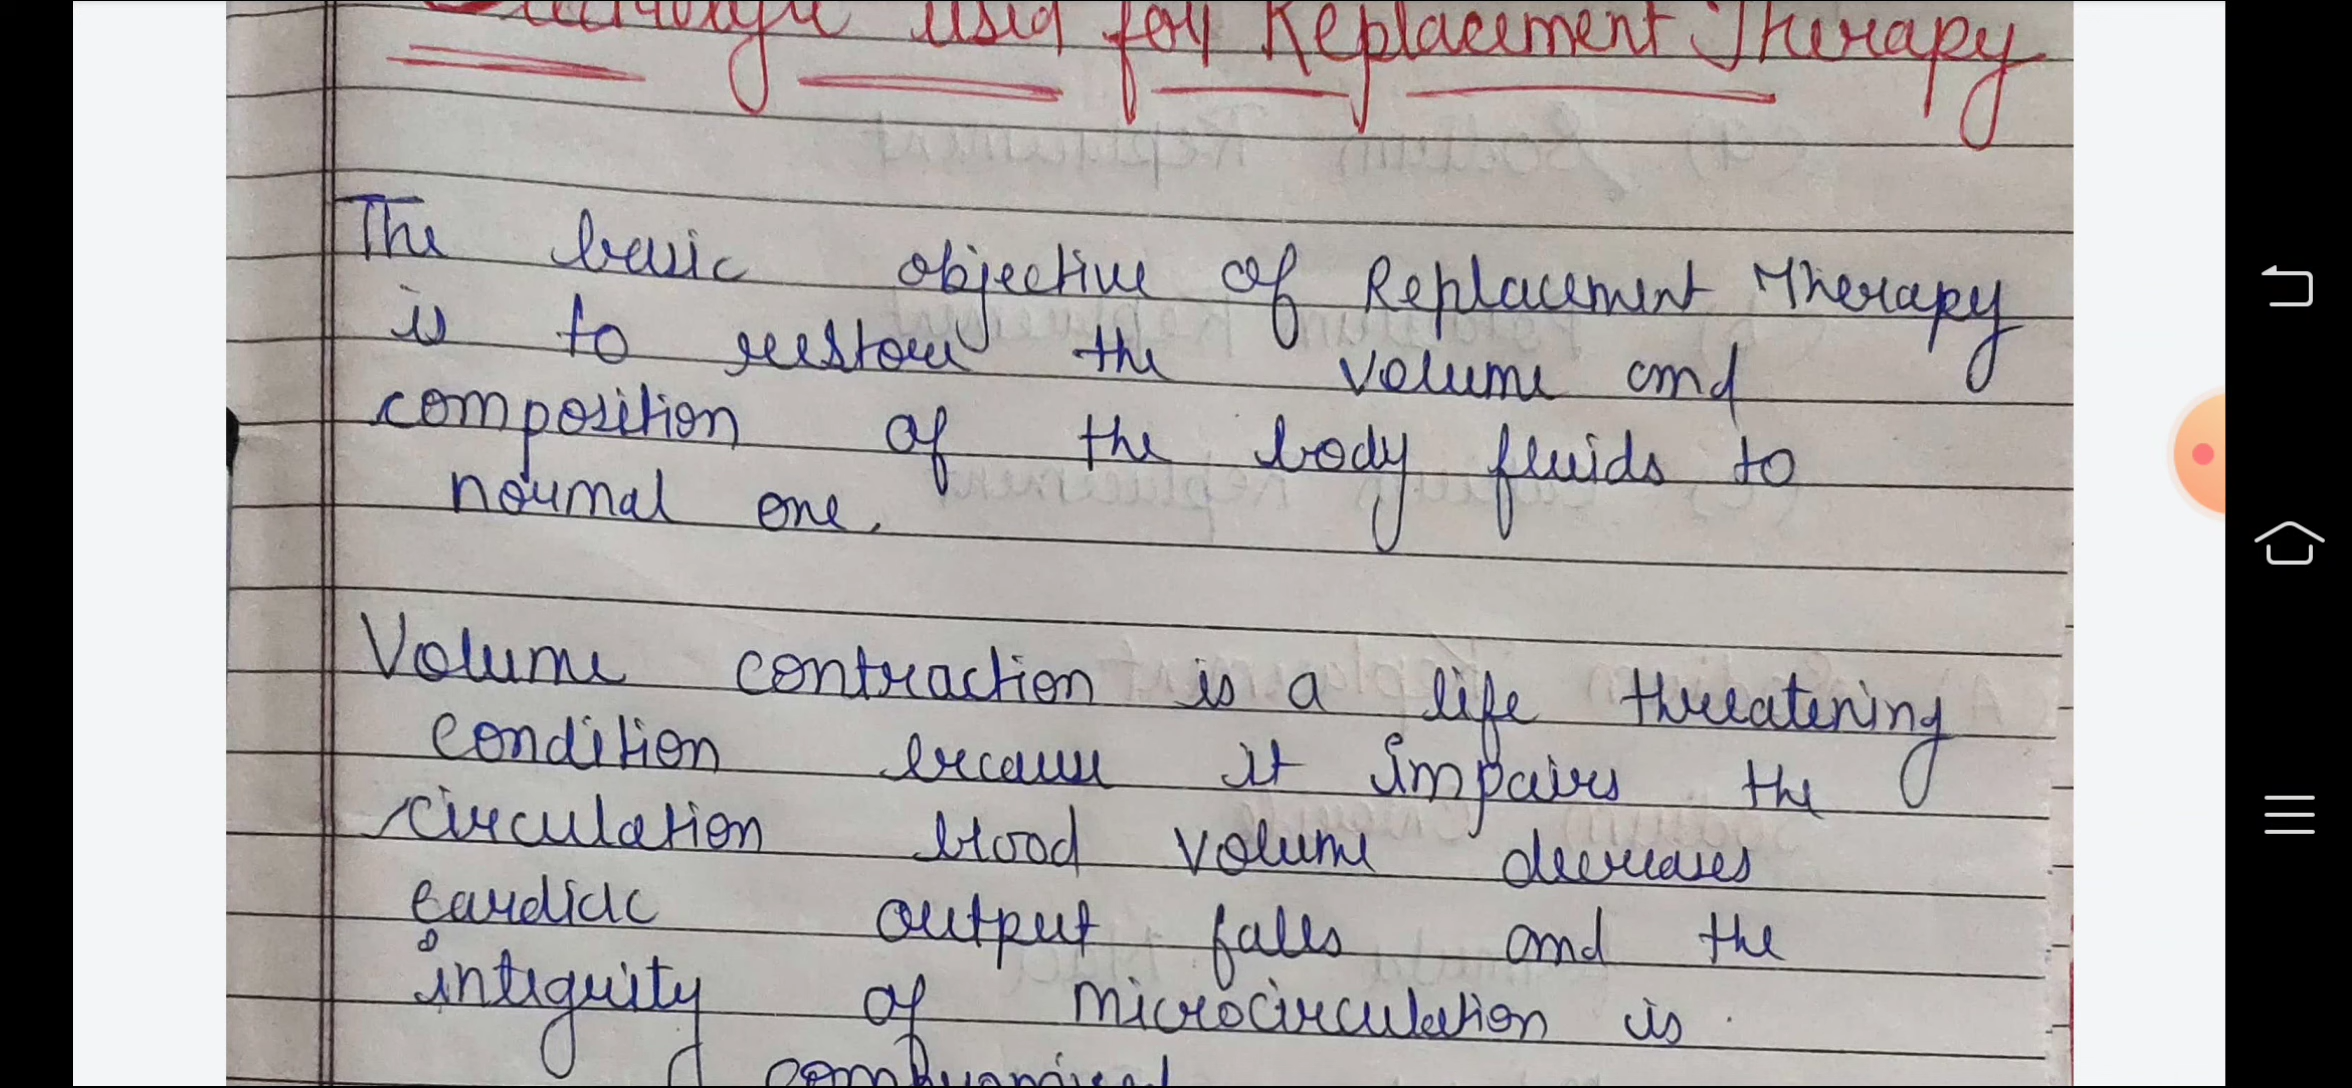 Electrolyte used for Replacement Therapy
The basic objective of Replacement Therapy
is to restore the volume and
composition of the body fluids to
normal one.
Volume contraction is a life threatening
condition because it impairs the
circulation blood volume decreases
cardiac output falls and the
integrity of microcirculation is
compromised